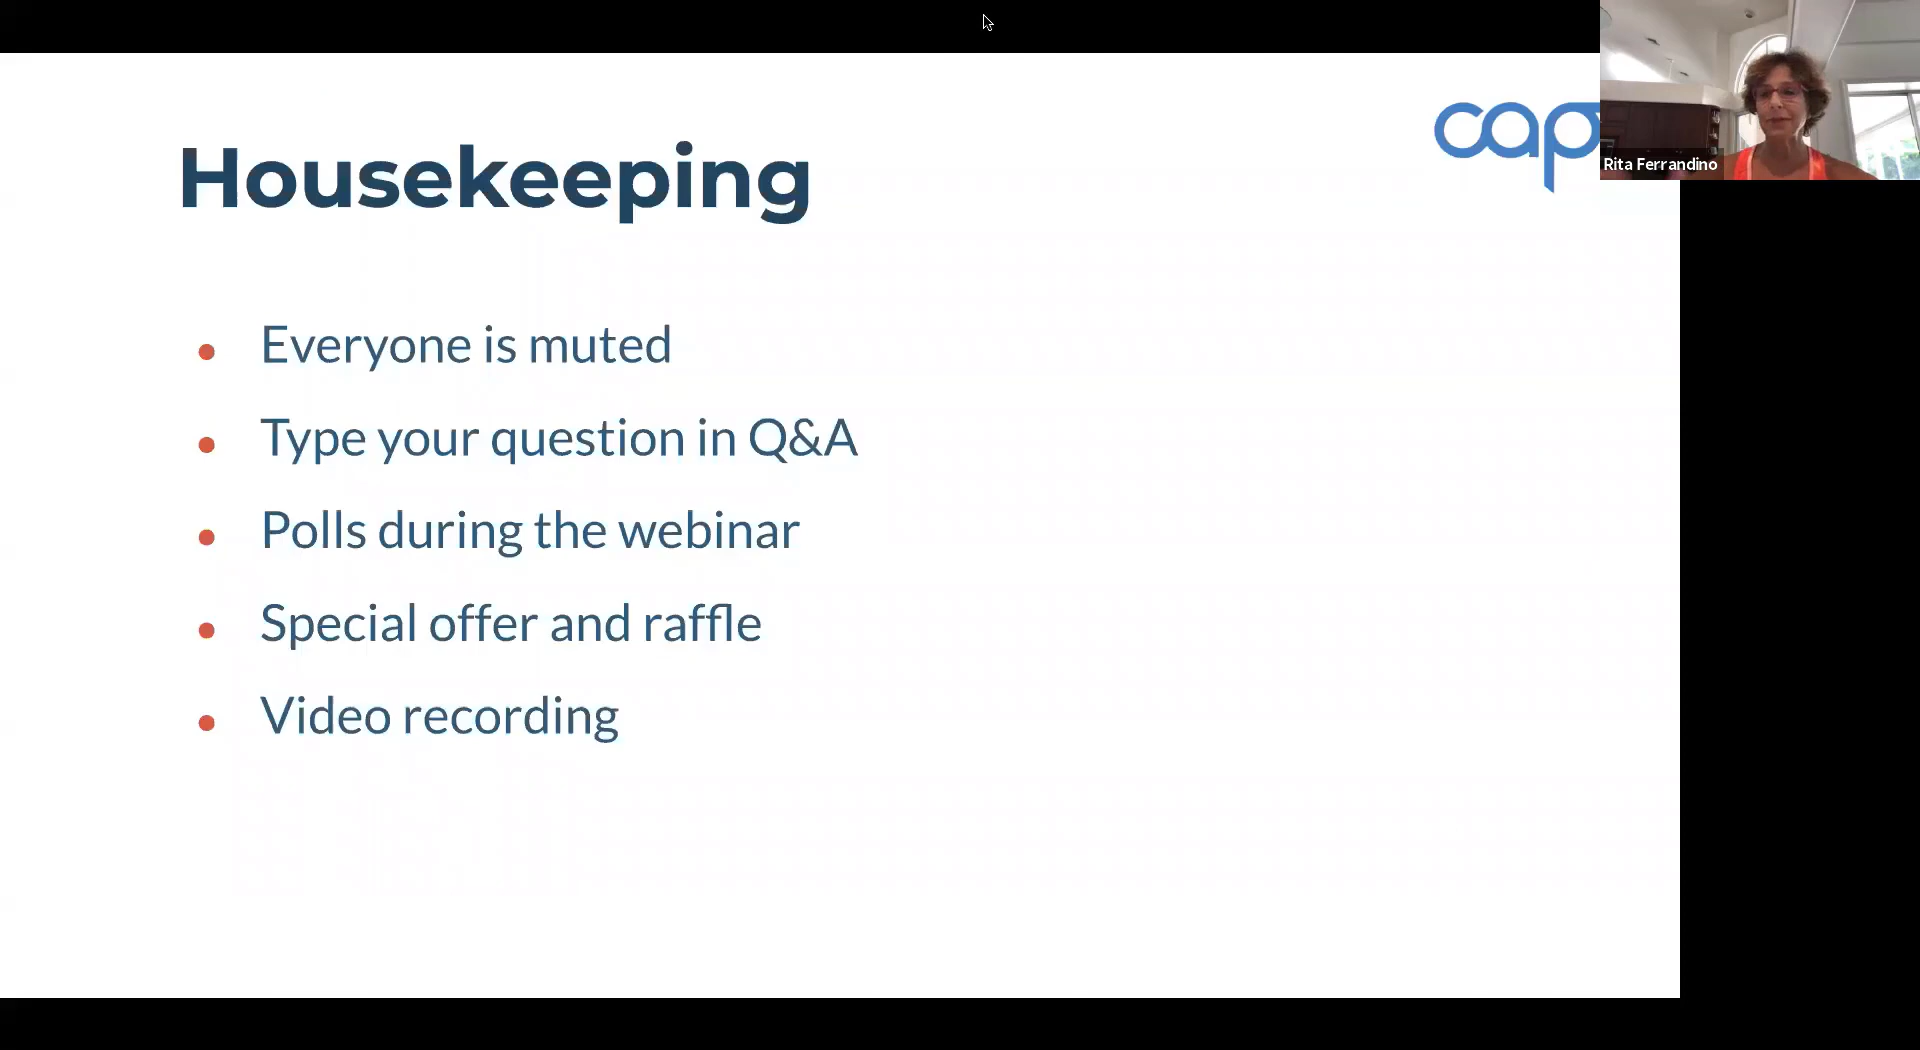 Housekeeping
Everyone is muted
Type your question in Q&A
Polls during the webinar
Special offer and raffle
Video recording
Rita Ferrandino